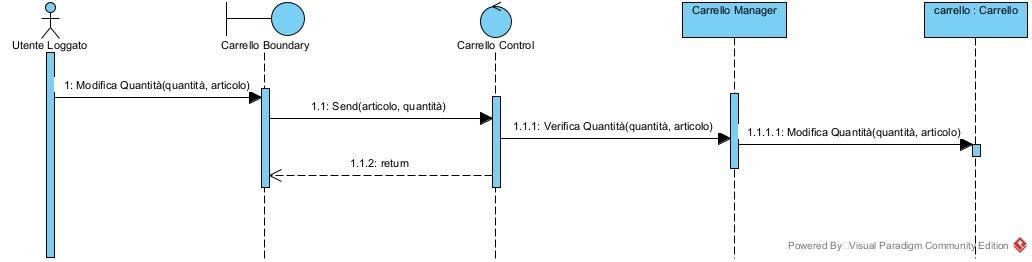 Carrello Manager
carrello : Carrello
Utente Loggato
Carrello Boundary
Carrello Control
1: Modifica Quantità(quantità, articolo)
1.1: Send(articolo, quantità)
1.1.1: Verifica Quantità(quantità, articolo)
1.1.1.1: Modifica Quantità(quantità, articolo)
1.1.2: return
Powered By Visual Paradigm Community Edition